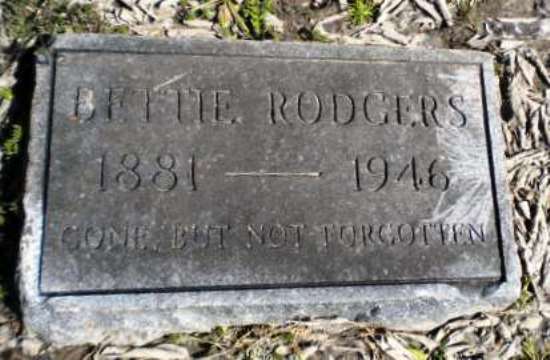 BETTIE RODGERS
1881 — 1946
GONE, BUT NOT FORGOTTEN